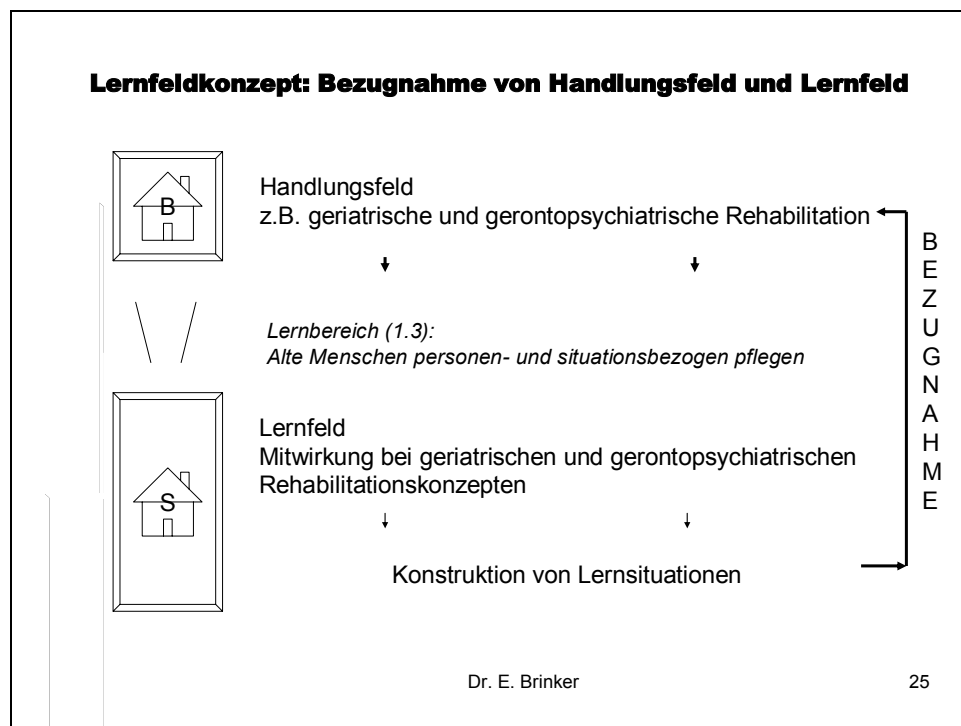 Lernfeldkonzept: Bezugnahme von Handlungsfeld und Lernfeld
B
Handlungsfeld
z.B. geriatrische und gerontopsychiatrische Rehabilitation
Lernbereich (1.3):
Alte Menschen personen- und situationsbezogen pflegen
S
Lernfeld
Mitwirkung bei geriatrischen und gerontopsychiatrischen
Rehabilitationskonzepten
Konstruktion von Lernsituationen
B
E
Z
U
G
N
A
H
M
E
Dr. E. Brinker
25